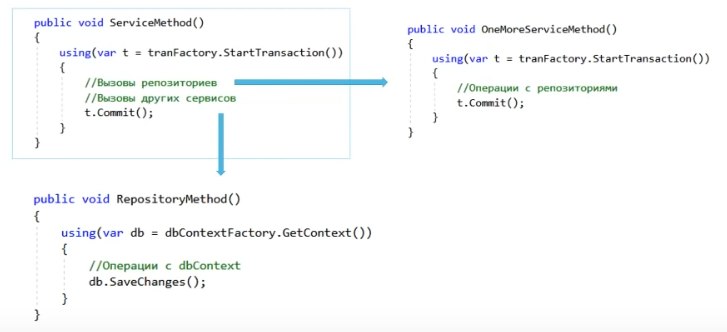 public void ServiceMethod()
{
using(var t = tranFactory.StartTransaction())
{
//Вызовы репозиториев
//Вызовы других сервисов
t.Commit();
}
}
public void OneMoreServiceMethod()
{
using(var t = tranFactory.StartTransaction())
{
//Операции с репозиториями
t.Commit();
}
}
public void RepositoryMethod()
{
using(var db = dbContextFactory.GetContext())
{
//Операции с dbContext
db.SaveChanges();
}
}